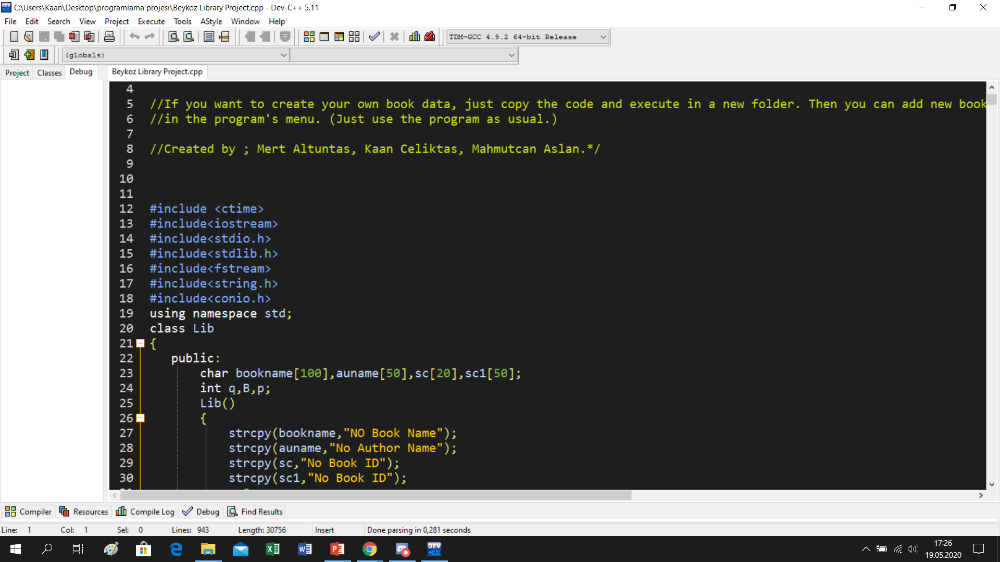 C:\Users\Kaan\Desktop\programlama projesi\Beykoz Library Project.cpp - Dev-C++ 5.11
File Edit Search View Project Execute Tools AStyle Window Help
TDM-GCC 4.9.2 64-bit Release
(globals)
Project Classes Debug
Beykoz Library Project.cpp
4
5 //If you want to create your own book data, just copy the code and execute in a new folder. Then you can add new book
6 //in the program's menu. (Just use the program as usual.)
7
8 //Created by ; Mert Altuntas, Kaan Celiktas, Mahmutcan Aslan.*/
9
10
11
12 #include <ctime>
13 #include<iostream>
14 #include<stdio.h>
15 #include<stdlib.h>
16 #include<fstream>
17 #include<string.h>
18 #include<conio.h>
19 using namespace std;
20 class Lib
21 {
22 public:
23 char bookname[100],auname[50],sc[20],sc1[50];
24 int q,B,p;
25 Lib()
26 {
27 strcpy(bookname,"NO Book Name");
28 strcpy(auname,"No Author Name");
29 strcpy(sc,"No Book ID");
30 strcpy(sc1,"No Book ID");
Compiler Resources Compile Log Debug Find Results
Line: 1 Col: 1 Sel: 0 Lines: 943 Length: 30756 Insert Done parsing in 0,281 seconds
DEV C++
17:26
19.05.2020